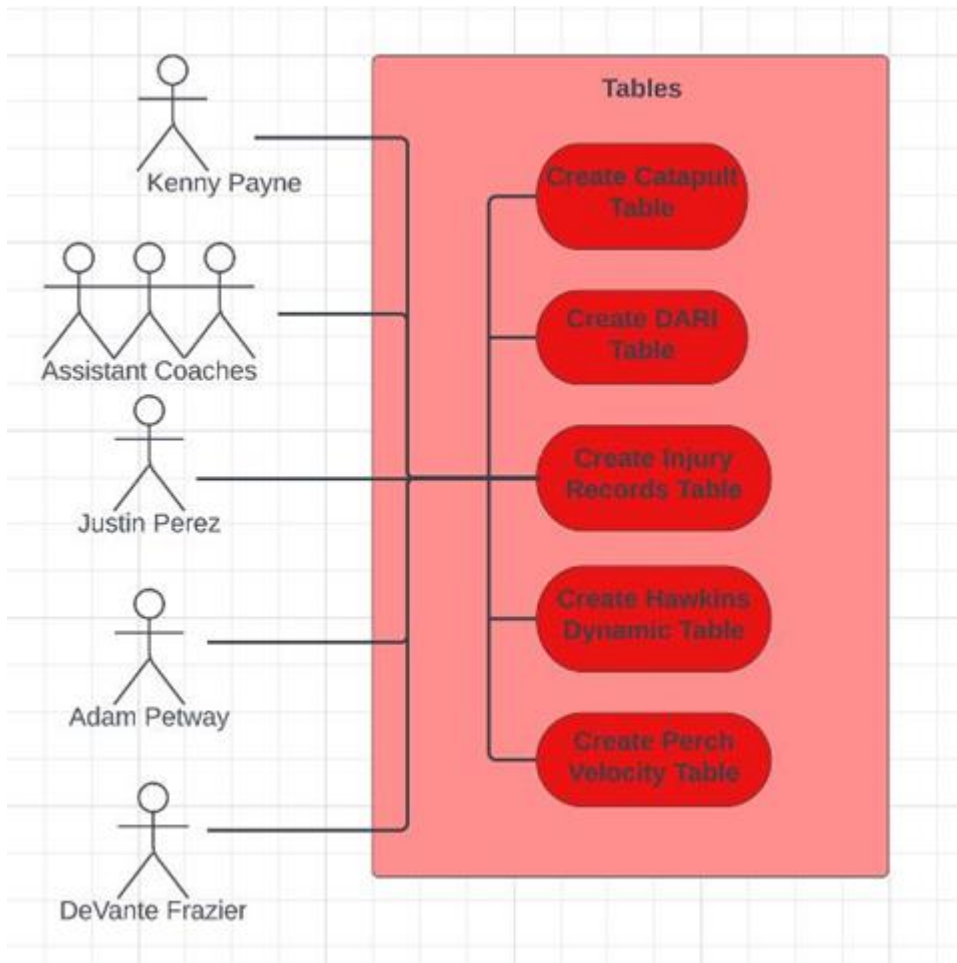 Tables
Kenny Payne
Create Catapult
Table
Assistant Coaches
Create DARI
Table
Justin Perez
Create Injury
Records Table
Adam Petway
Create Hawkins
Dynamic Table
DeVante Frazier
Create Perch
Velocity Table